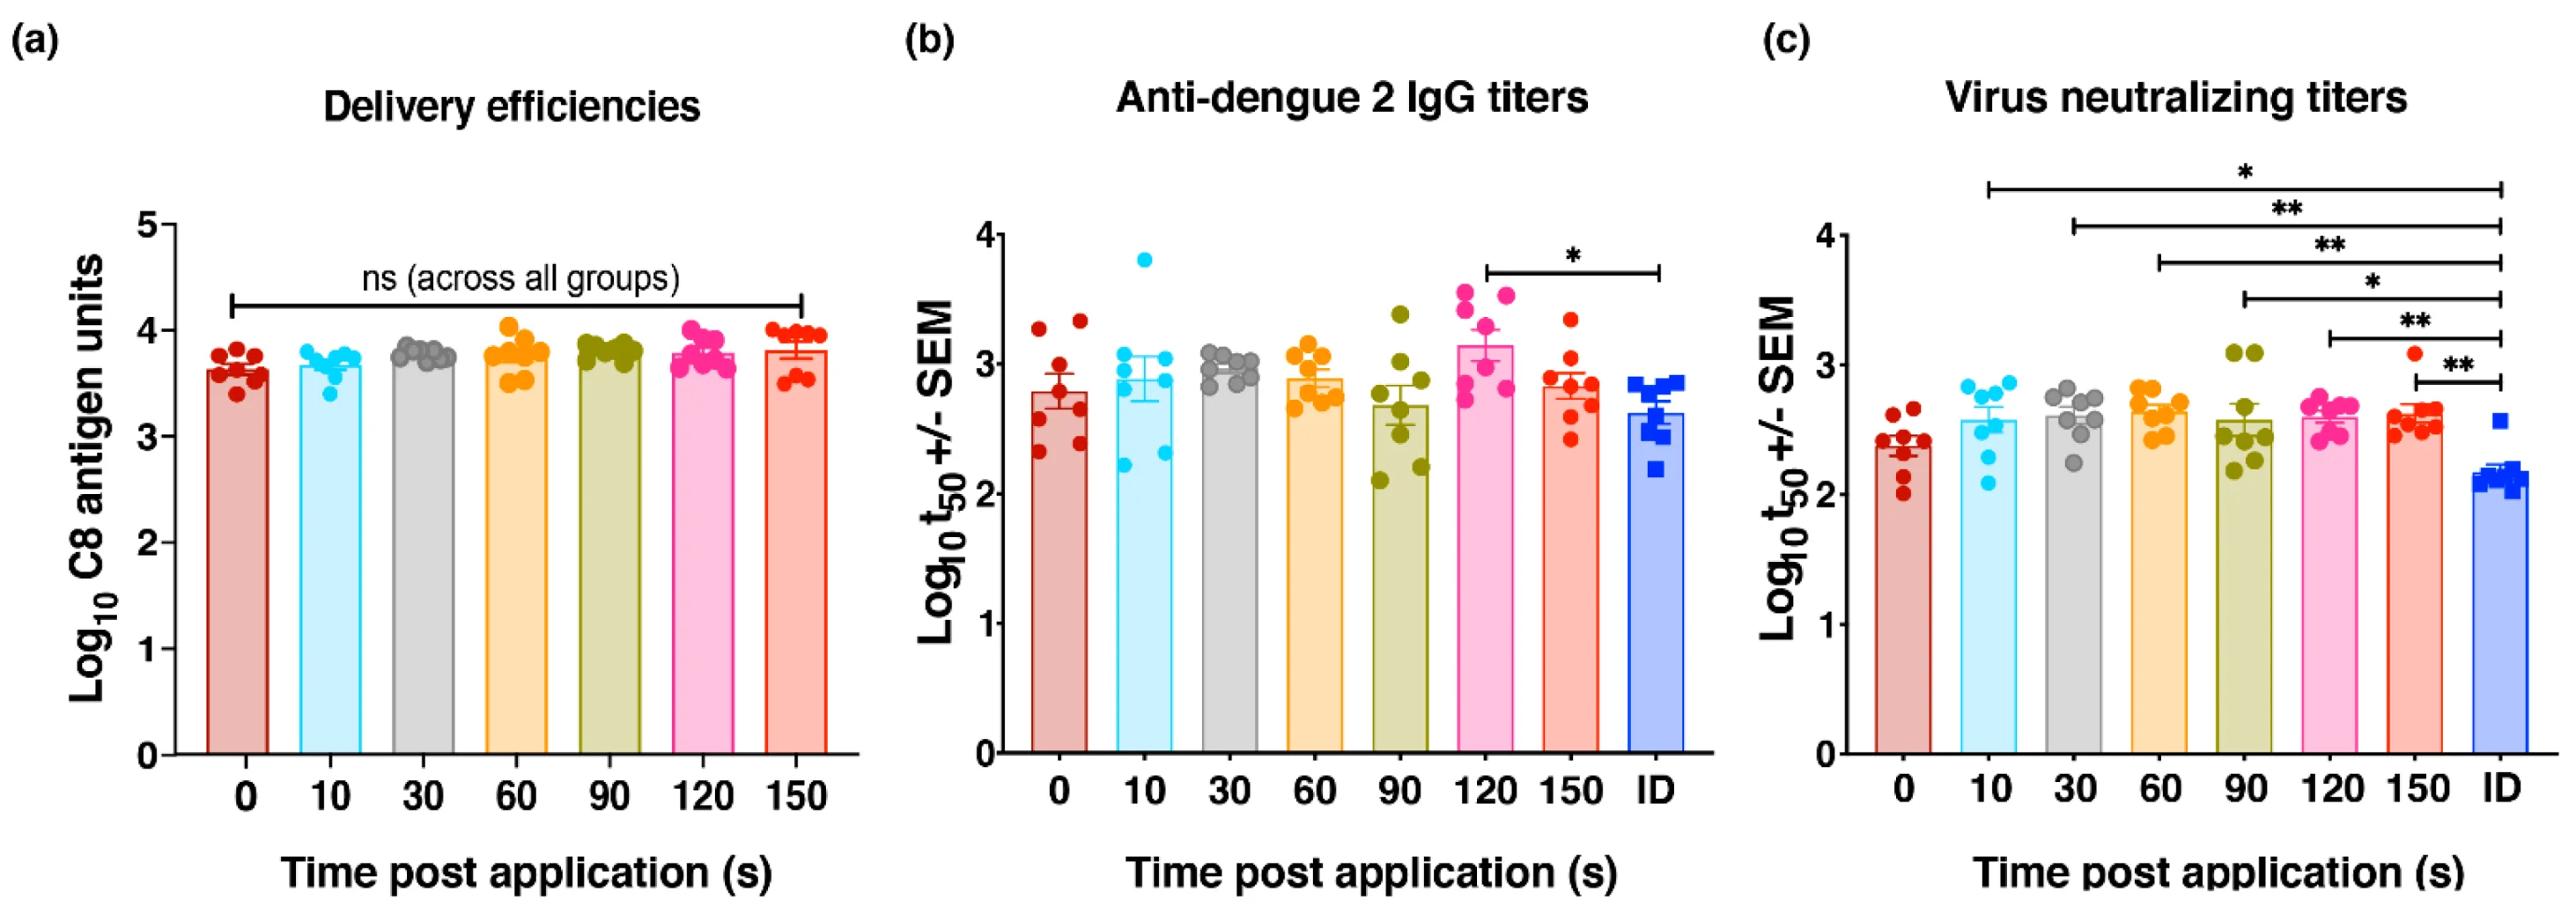 (a)
Delivery efficiencies
Log10 C8 antigen units
5
4
3
2
1
0
ns (across all groups)
0 10 30 60 90 120 150
Time post application (s)
(b)
Anti-dengue 2 IgG titers
Log10 t50 +/- SEM
4
3
2
1
0
*
0 10 30 60 90 120 150 ID
Time post application (s)
(c)
Virus neutralizing titers
Log10 t50 +/- SEM
4
3
2
1
0
*
**
**
*
**
**
0 10 30 60 90 120 150 ID
Time post application (s)